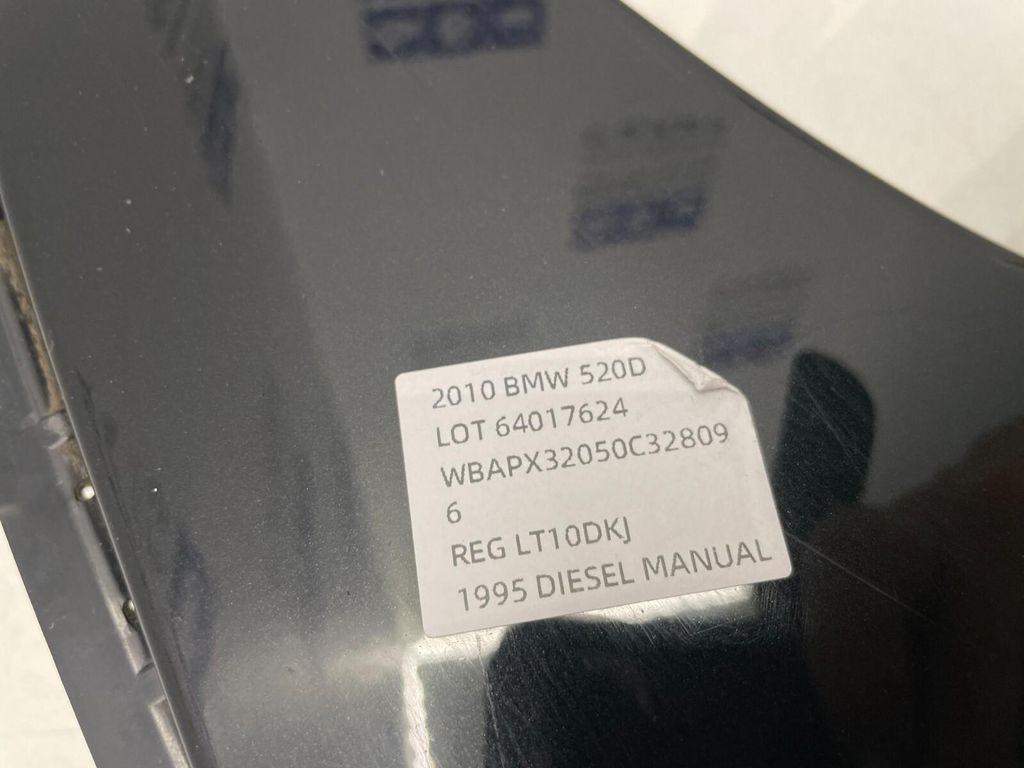 2010 BMW 520D
LOT 64017624
WBAPX32050C32809
6
REG LT10DKJ
1995 DIESEL MANUAL